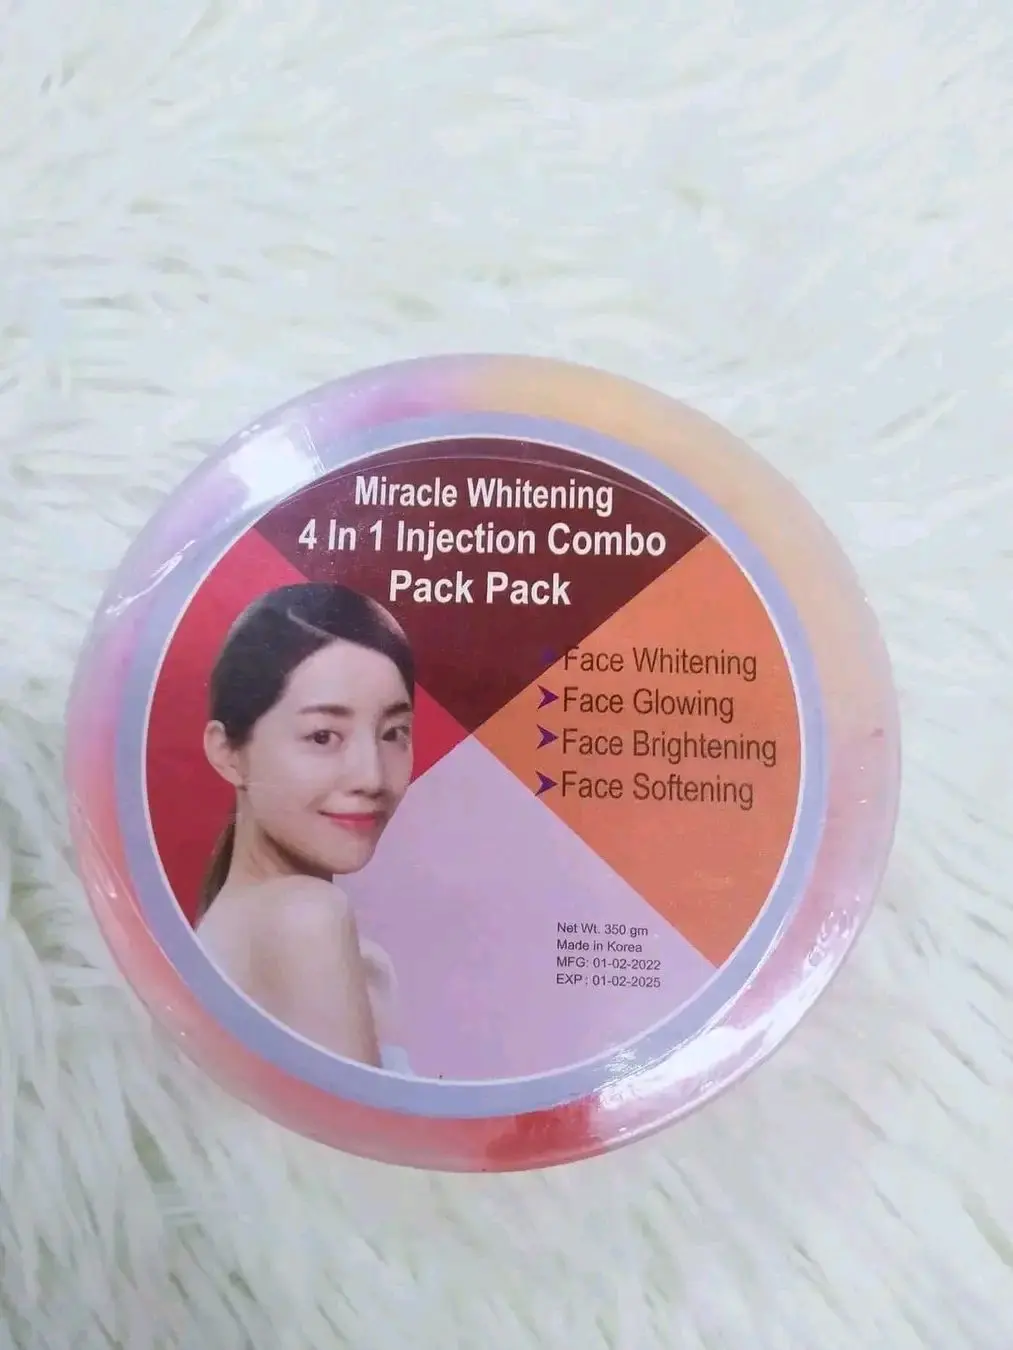 Miracle Whitening
4 In 1 Injection Combo
Pack Pack
Face Whitening
Face Glowing
Face Brightening
Face Softening
Net Wt. 350 gm
Made in Korea
MFG: 01-02-2022
EXP : 01-02-2025